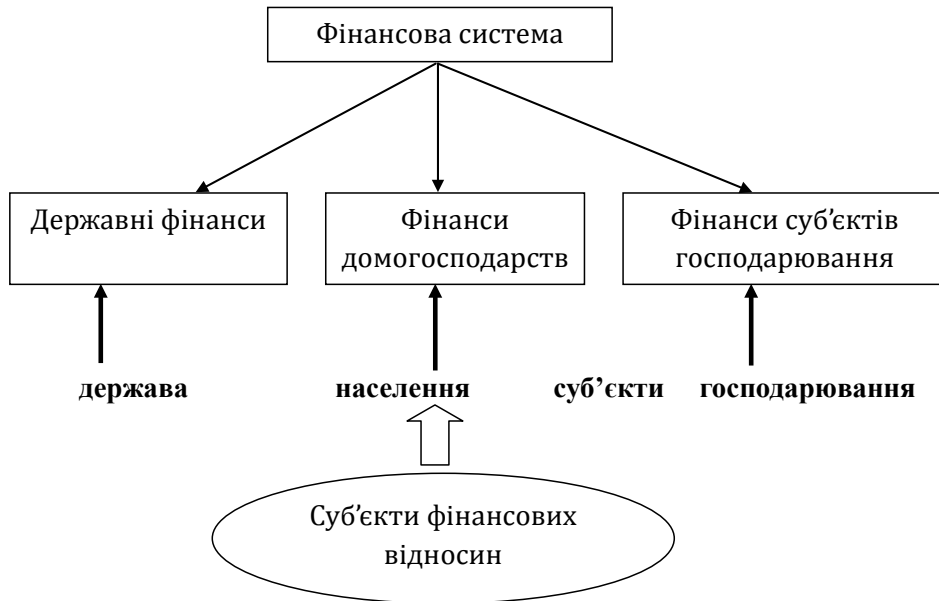 Фінансова система
Державні фінанси
Фінанси
домогосподарств
Фінанси суб’єктів
господарювання
держава населення суб’єкти господарювання
Суб’єкти фінансових
відносин